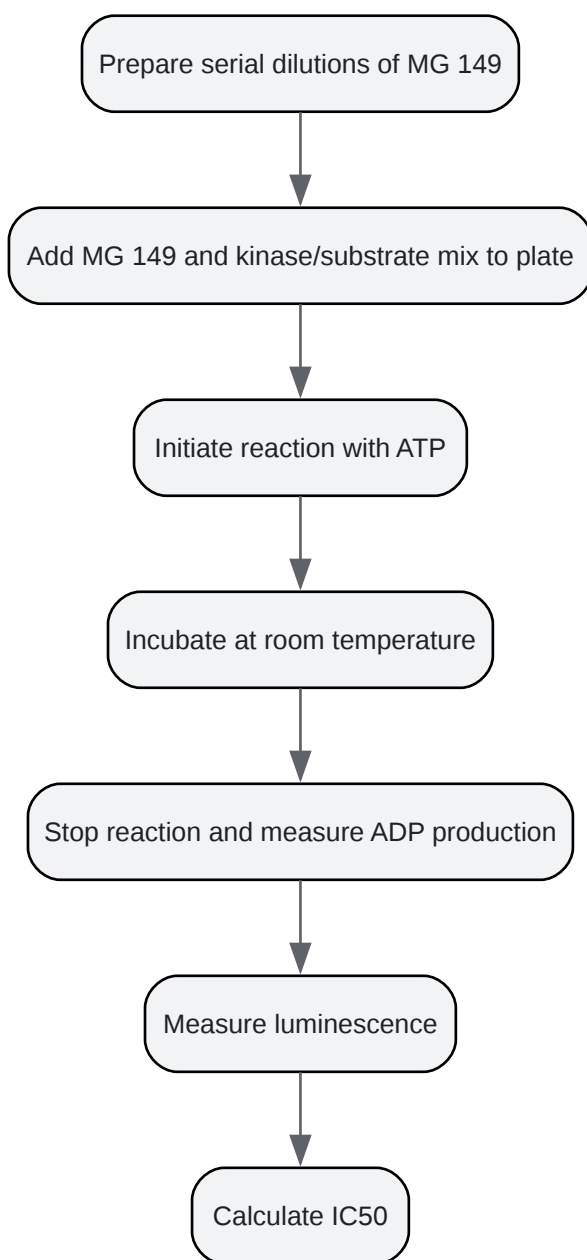 Prepare serial dilutions of MG 149
Add MG 149 and kinase/substrate mix to plate
Initiate reaction with ATP
Incubate at room temperature
Stop reaction and measure ADP production
Measure luminescence
Calculate IC50